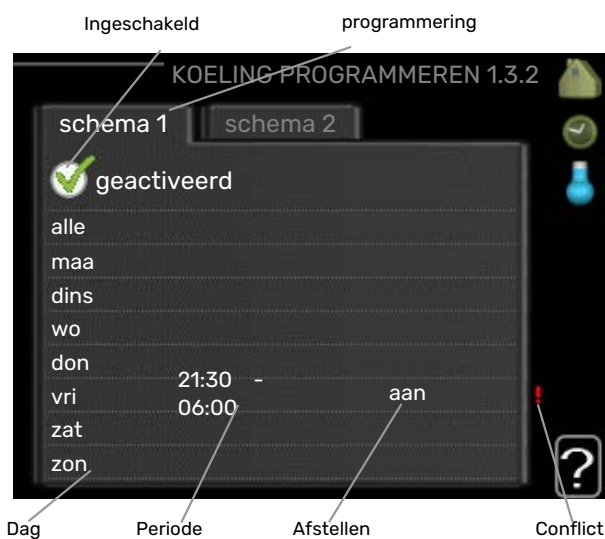 Ingeschakeld programmering
KOELING PROGRAMMEREN 1.3.2
schema 1 schema 2
geactiveerd
alle
maa
dins
wo
don
vri 21:30 - 06:00 aan !
zat
zon
?
Dag Periode Afstellen Conflict